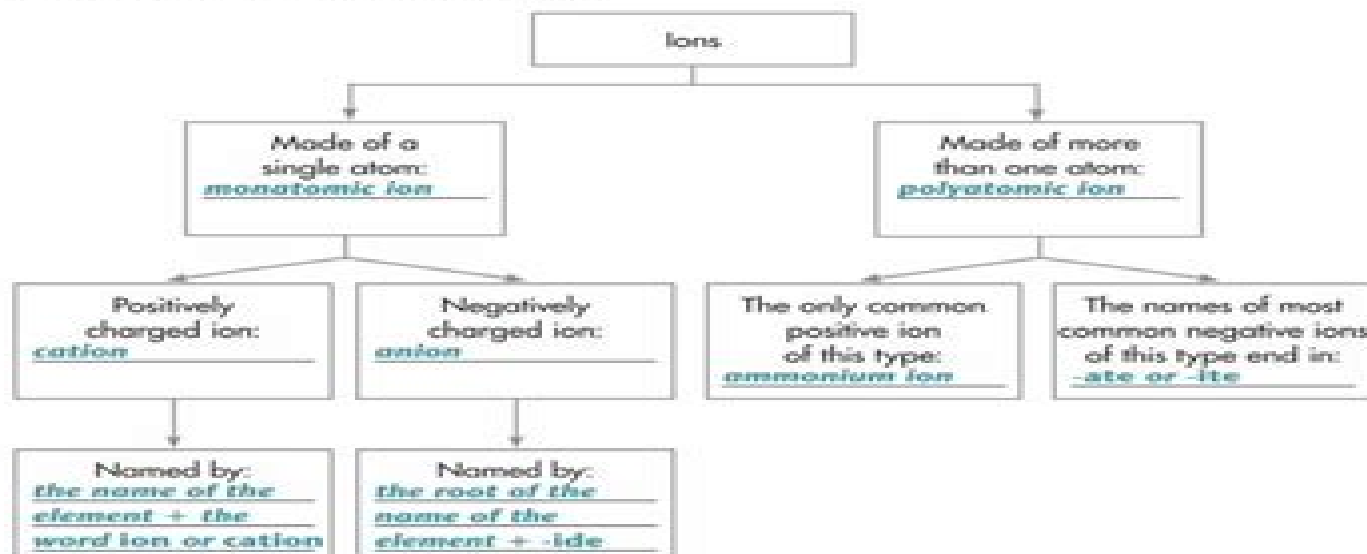 Ions
Made of a
single atom:
monatomic ion
Made of more
than one atom:
polyatomic ion
Positively
charged ion:
cation
Negatively
charged ion:
anion
The only common
positive ion
of this type:
ammonium ion
The names of most
common negative ions
of this type end in:
-ate or -ite
Named by:
the name of the
element + the
word ion or cation
Named by:
the root of the
name of the
element + -ide